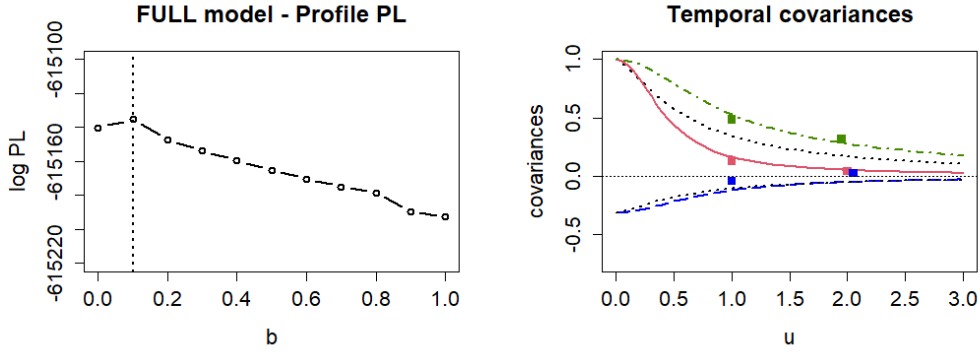 FULL model - Profile PL
log PL
-615100
-615160
-615220
0.0 0.2 0.4 0.6 0.8 1.0
b
Temporal covariances
covariances
1.0
0.5
0.0
-0.5
0.0 0.5 1.0 1.5 2.0 2.5 3.0
u